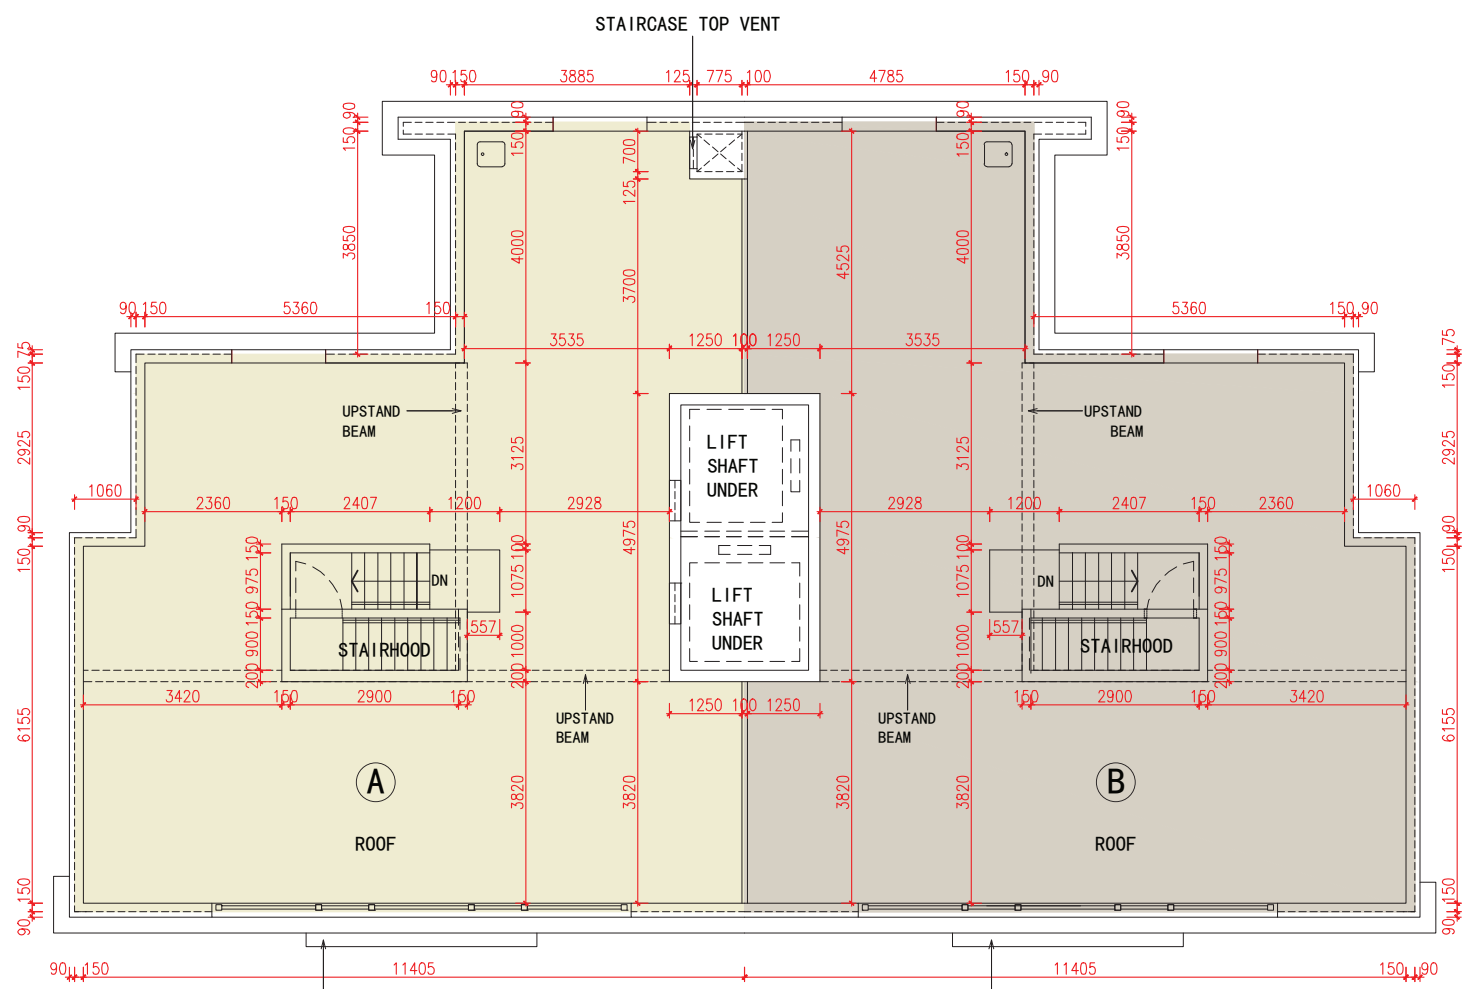 STAIRCASE TOP VENT
90 150 3885 125 775 100 4785 150 90
150 90
150 90
150 90
150 90
700
125
3850
4000
3700
4525
4000
3850
90 150 5360 150
5360 150 90
3535 1250 100 1250 3535
150 75
150 75
UPSTAND
BEAM
UPSTAND
BEAM
2925
3125
3125
2925
LIFT
SHAFT
UNDER
1060
1060
2360 150 2407 1200 2928
2928 1200 2407 150 2360
150 90
150 90
4975
4975
150 975 150 900 200
100 1075 1000 200
100 1075 1000 200
150 975 150 900 200
DN
DN
LIFT
SHAFT
UNDER
557
557
STAIRHOOD
STAIRHOOD
3420 150 2900 150
150 2900 150 3420
1250 100 1250
UPSTAND
BEAM
UPSTAND
BEAM
6155
6155
A
B
3820
3820
3820
3820
ROOF
ROOF
90 150
90 150
90 150 11405 11405 150 90